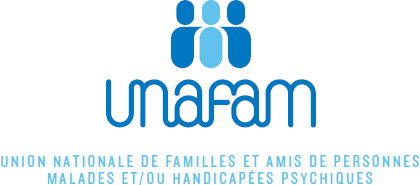 unafam
UNION NATIONALE DE FAMILLES ET AMIS DE PERSONNES
MALADES ET/OU HANDICAPÉES PSYCHIQUES